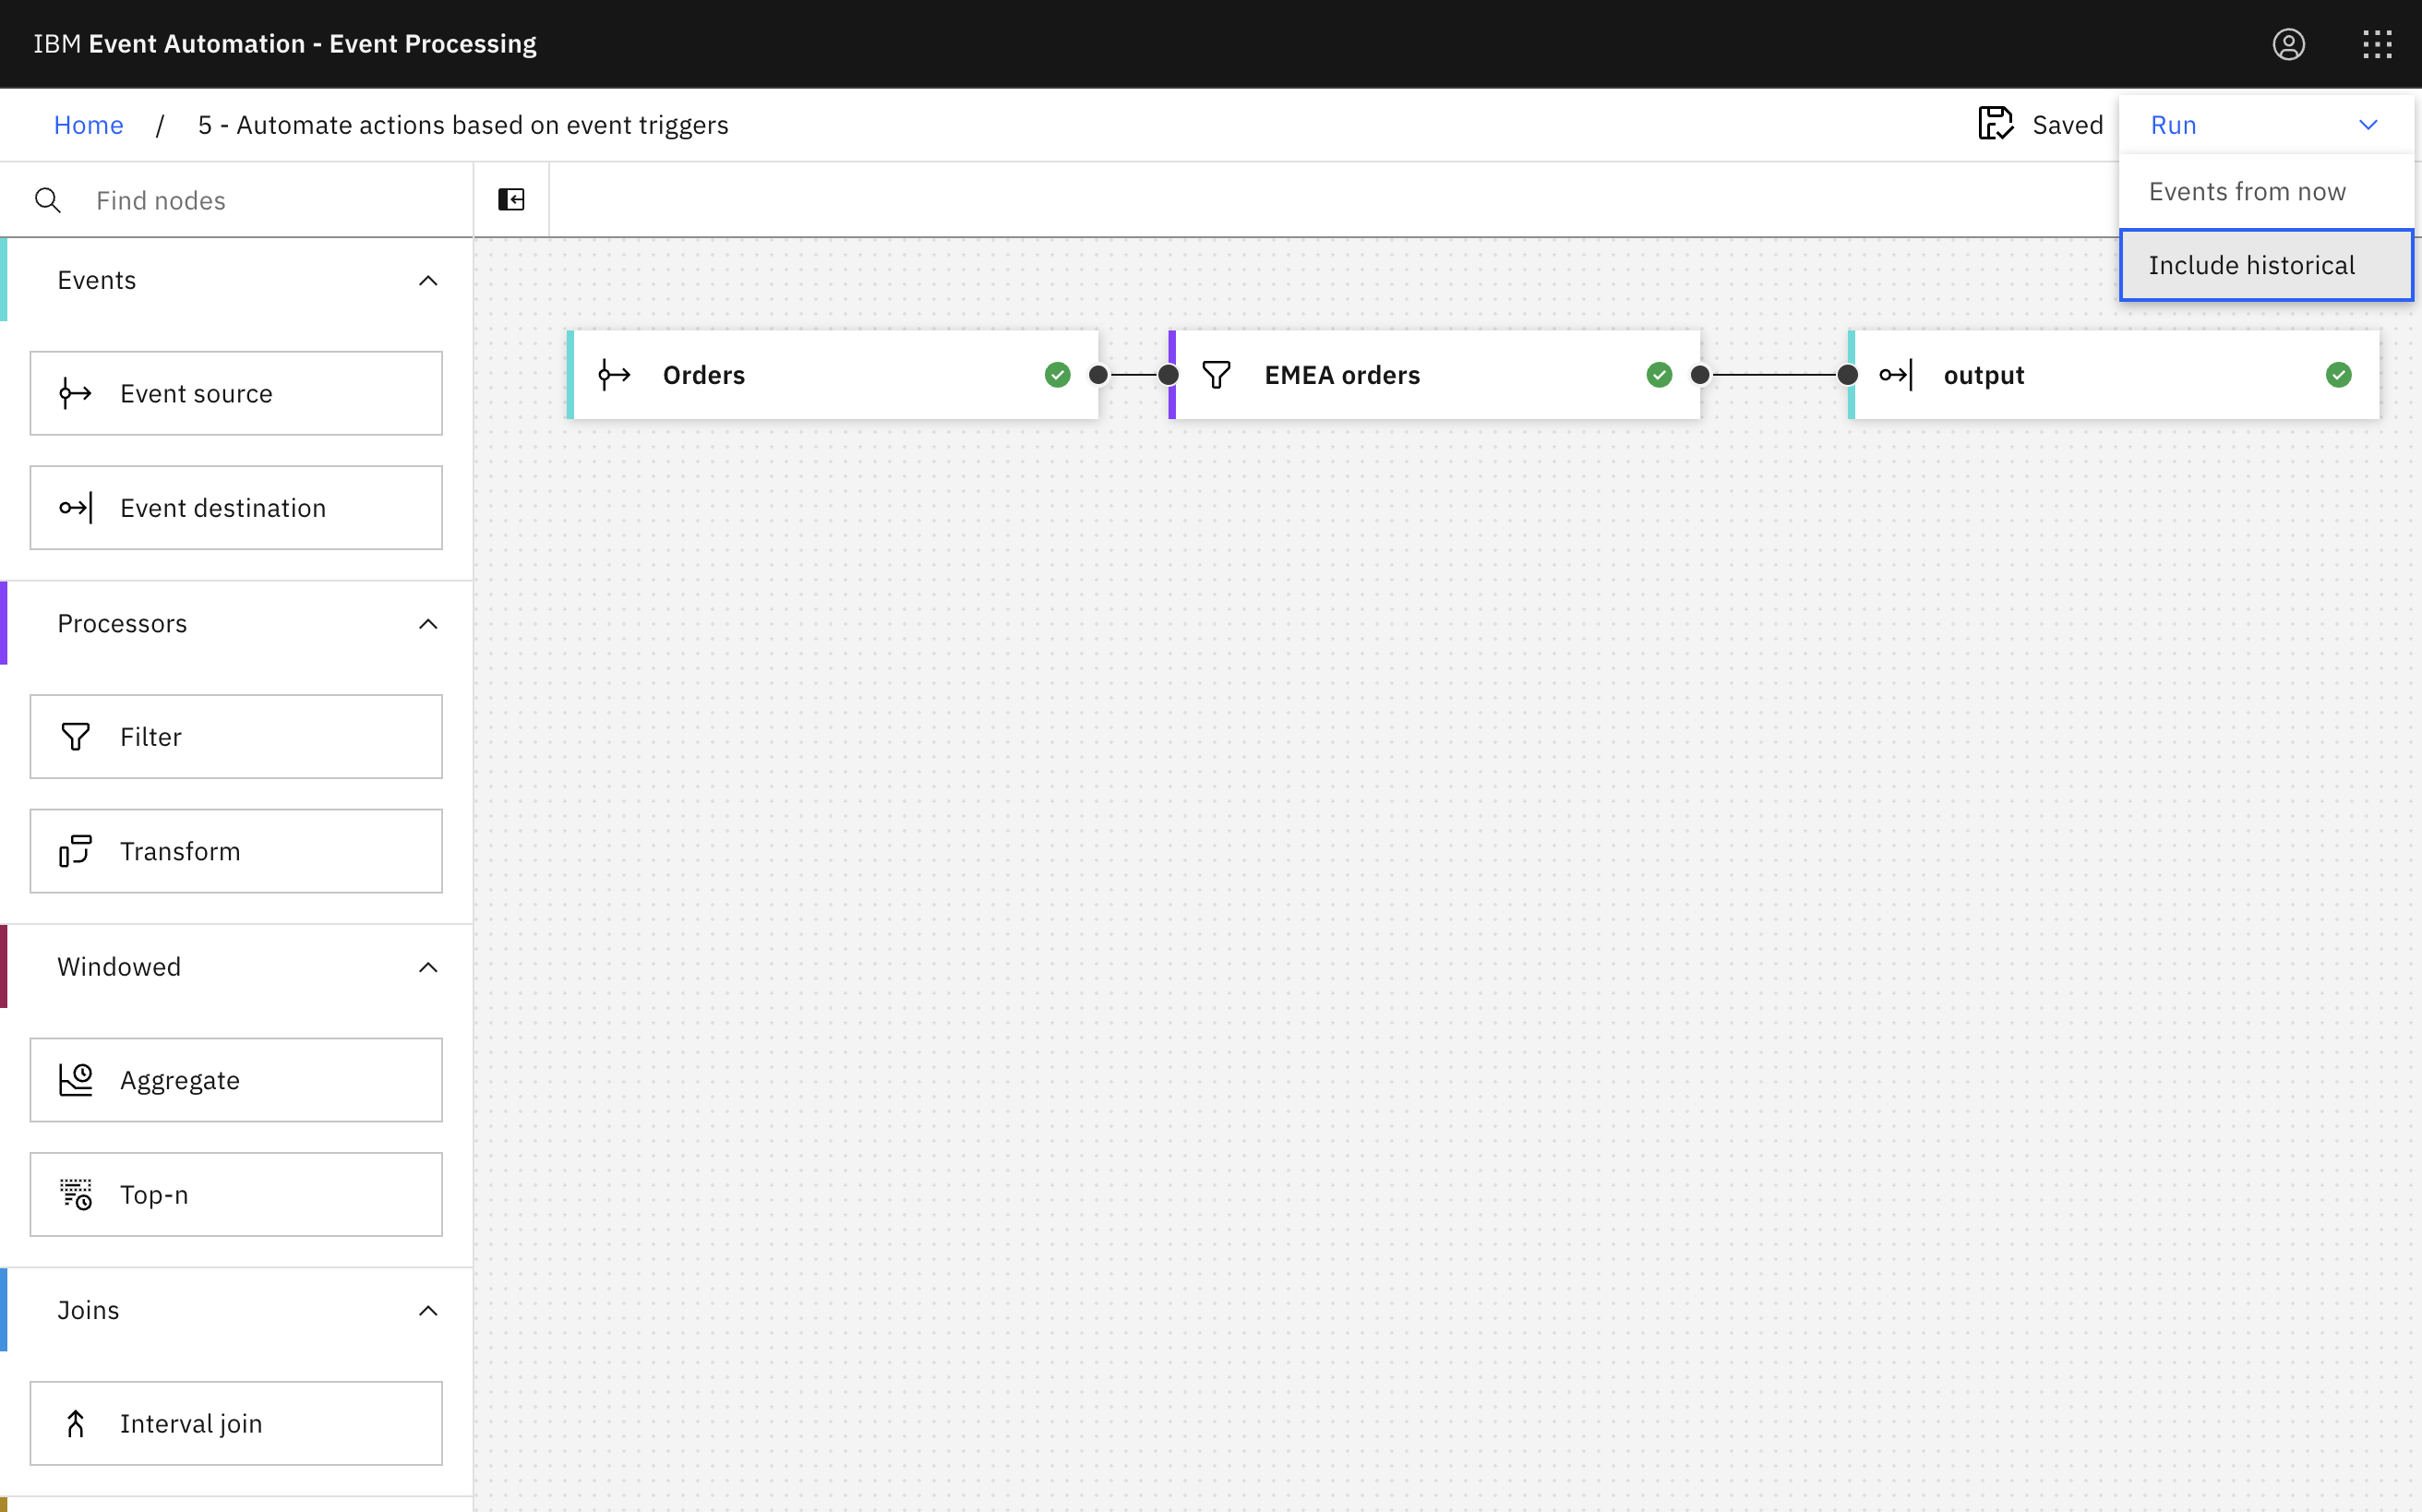 IBM Event Automation - Event Processing
Home / 5 - Automate actions based on event triggers
Saved
Run
Find nodes
Events from now
Include historical
Events
Event source
Event destination
Processors
Filter
Transform
Windowed
Aggregate
Top-n
Joins
Interval join
Orders
EMEA orders
output